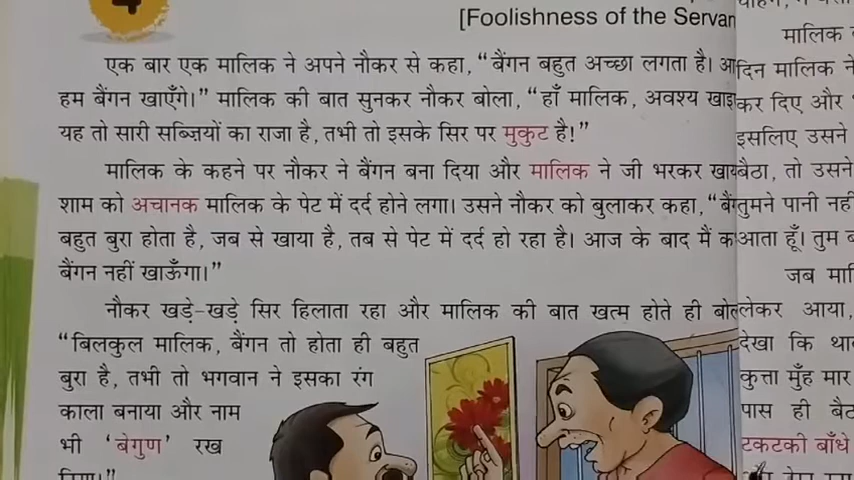 4
[Foolishness of the
एक बार एक मालिक ने अपने नौकर से कहा, “बैंगन बहुत अच्छा लगता है।
हम बैंगन खाएँगे।” मालिक की बात सुनकर नौकर बोला, “हाँ मालिक, अवश्य
यह तो सारी सब्ज़ियों का राजा है, तभी तो इसके सिर पर मुकुट है!”
मालिक के कहने पर नौकर ने बैंगन बना दिया और मालिक ने जी भरकर
शाम को अचानक मालिक के पेट में दर्द होने लगा। उसने नौकर को बुलाकर कहा,
बहुत बुरा होता है, जब से खाया है, तब से पेट में दर्द हो रहा है। आज के बाद मैं
बैंगन नहीं खाऊँगा।”
नौकर खड़े-खड़े सिर हिलाता रहा और मालिक की बात खत्म होते ही
“बिलकुल मालिक, बैंगन तो होता ही बहुत
बुरा है, तभी तो भगवान ने इसका रंग
काला बनाया और नाम
भी ‘बेगुण’ रख
मालिक
दिन मालिक ने
कर दिए और
इसलिए उसने
बैठा, तो उसने
तुमने पानी नहीं
आता हूँ। तुम
जब
लेकर आया,
देखा कि
कुत्ता मुँह मार
पास ही
टकटकी बाँधे